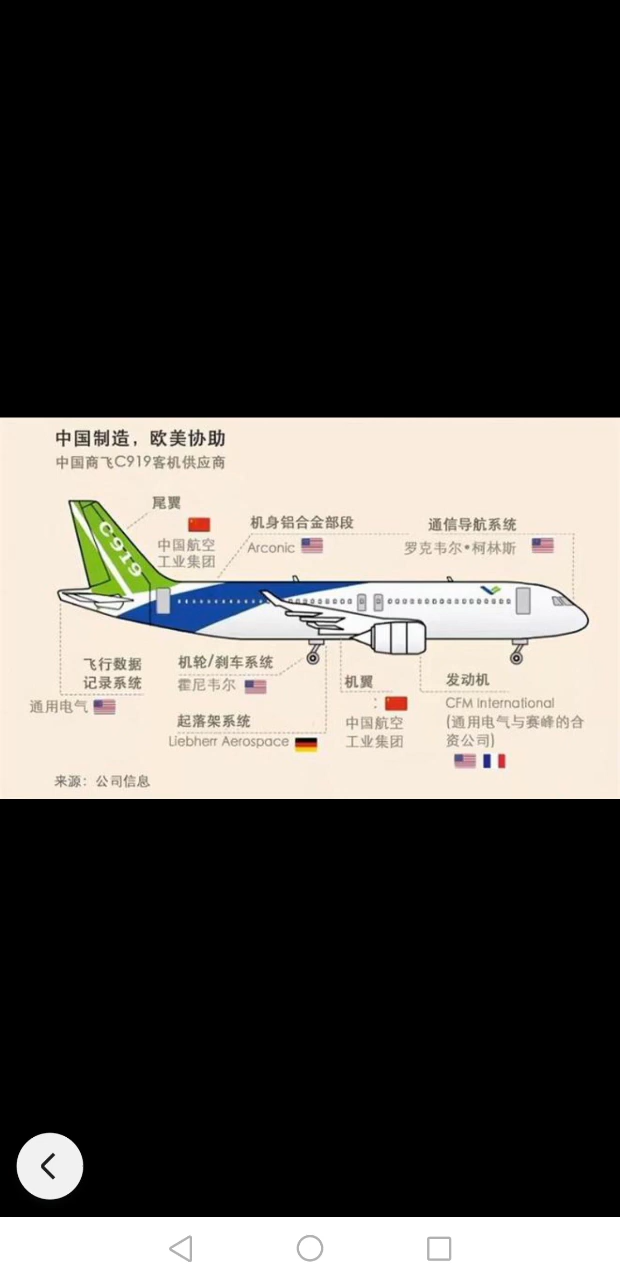 中国制造，欧美协助
中国商飞C919客机供应商
尾翼
中国航空
工业集团
机身铝合金部段
Arconic
通信导航系统
罗克韦尔•柯林斯
C919
飞行数据
记录系统
通用电气
机轮/刹车系统
霍尼韦尔
起落架系统
Liebherr Aerospace
机翼
:
中国航空
工业集团
发动机
CFM International
(通用电气与赛峰的合
资公司)
来源：公司信息